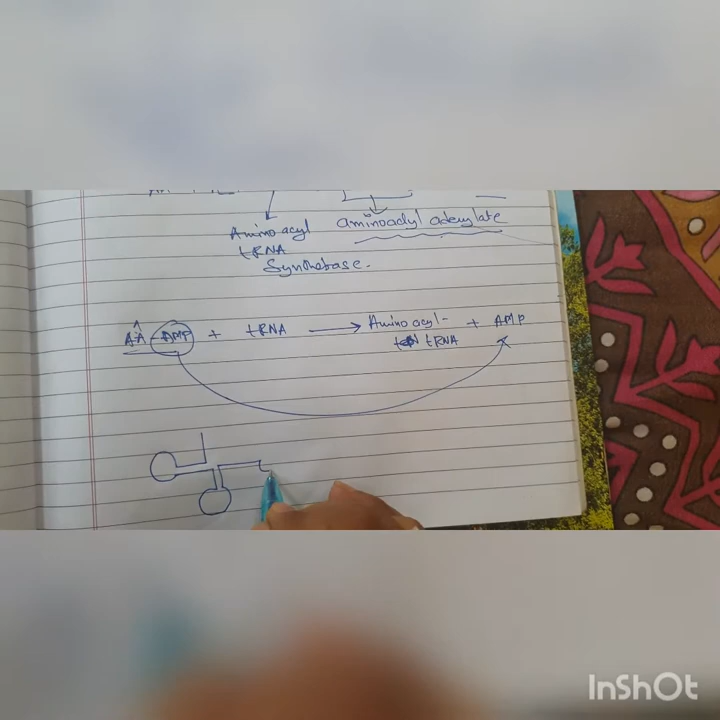 Amino acyl aminoacyl adenylate
tRNA
Synthetase.
AA - AMP + tRNA → Amino acyl- + AMP
tRNA
InShOt